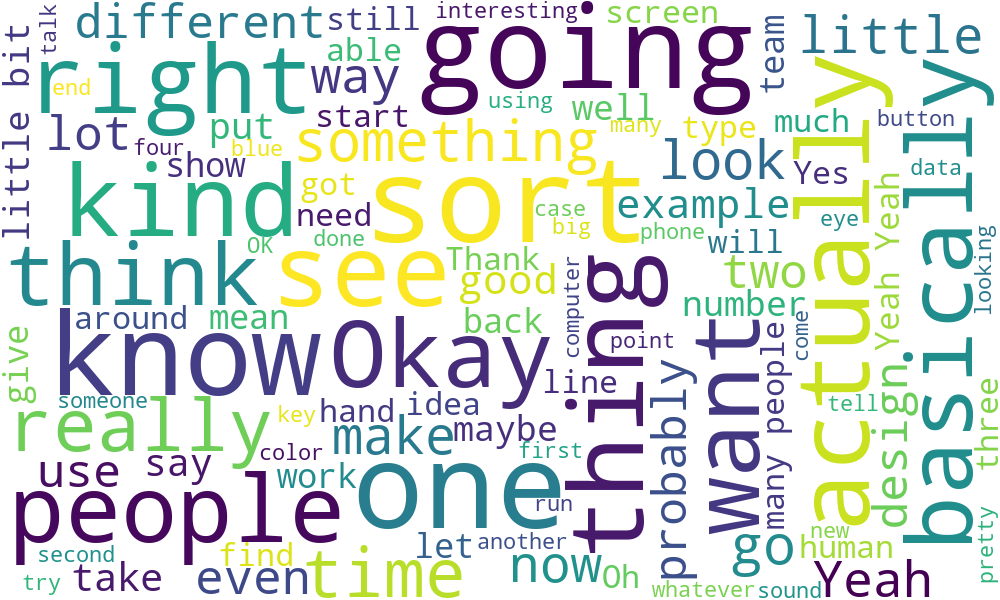 little bit
talk
different
still
interesting
screen
team
little
end
right
able
way
going
using
well
many
type
much
button
lot
four
put
blue
start
something
look
Yes
data
show
got
kind
need
sort
case
big
example
eye
actually
basically
think
OK
done
see
Thank
good
phone
will
two
Yeah Yeah
looking
around
mean
back
computer
thing
number
point
want
people
come
know
Okay
line
give
someone
really
key
hand
idea
maybe
probably
many people
tell
design
three
color
make
first
use
say
work
one
run
people
second
find
let
another
now
go
new
human
pretty
try
take
even
time
Oh
whatever
sound
Yeah